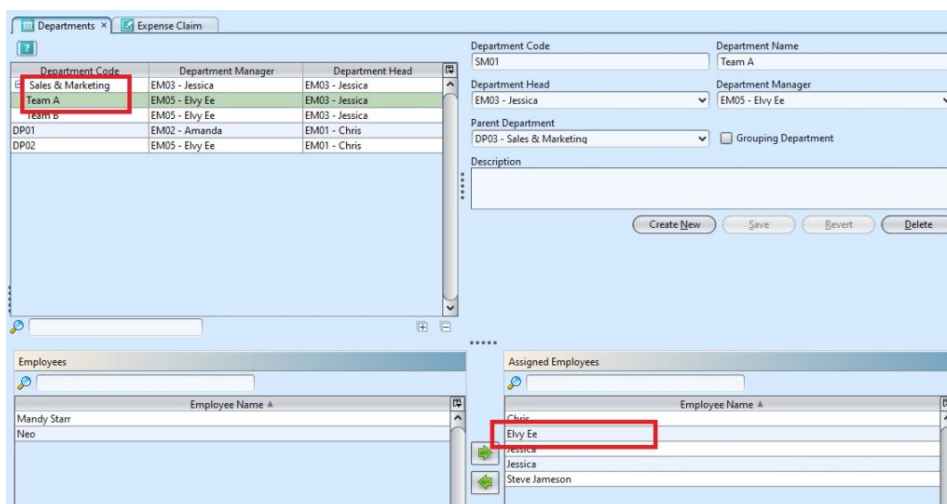 Departments × Expense Claim
?
Department Code Department Manager Department Head
Sales & Marketing EM03 - Jessica EM03 - Jessica
Team A EM05 - Elvy Ee EM03 - Jessica
Team B EM05 - Elvy Ee EM03 - Jessica
DP01 EM02 - Amanda EM01 - Chris
DP02 EM05 - Elvy Ee EM01 - Chris
Department Code Department Name
SM01 Team A
Department Head Department Manager
EM03 - Jessica EM05 - Elvy Ee
Parent Department
DP03 - Sales & Marketing Grouping Department
Description
Create New Save Revert Delete
Employees
Employee Name
Mandy Starr
Neo
Assigned Employees
Employee Name
Chris
Elvy Ee
Jessica
Jessica
Steve Jameson